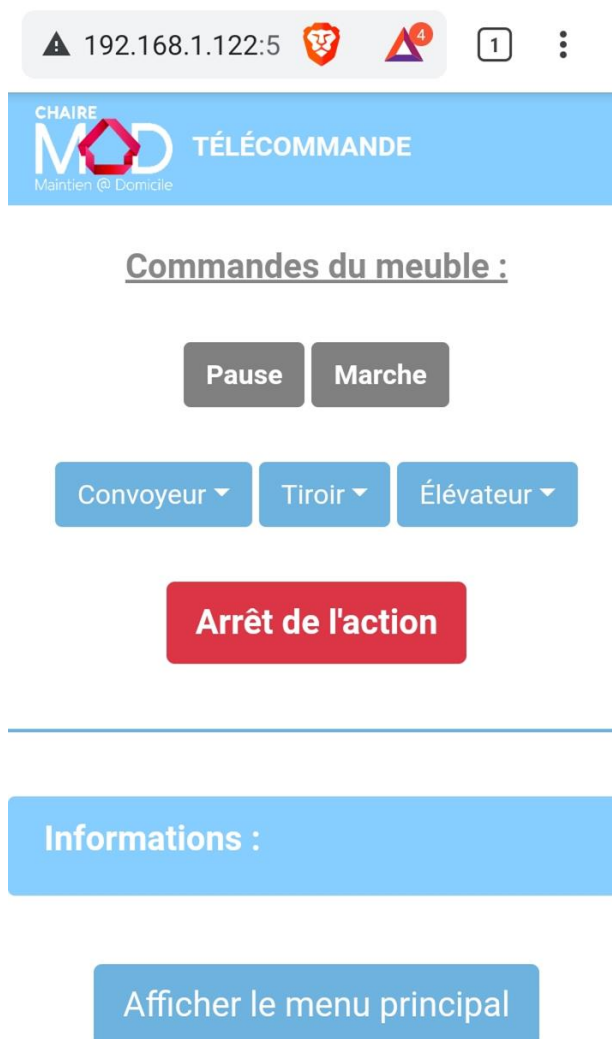 192.168.1.122:5
4
1
CHAIRE
M@D
Maintien @ Domicile
TÉLÉCOMMANDE
Commandes du meuble :
Pause
Marche
Convoyeur
Tiroir
Élévateur
Arrêt de l'action
Informations :
Afficher le menu principal